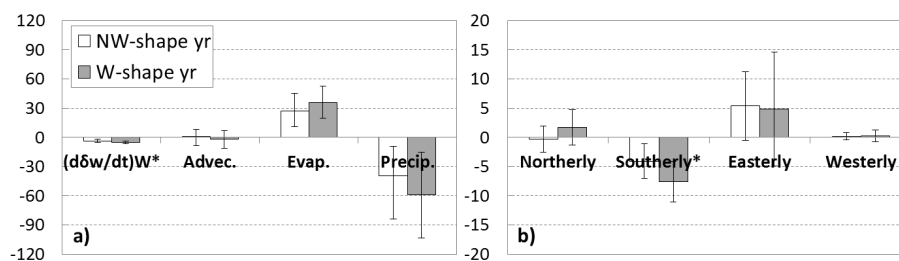 120
90
60
30
0
-30
-60
-90
-120
NW-shape yr
W-shape yr
(dδw/dt)W*
Advec.
Evap.
Precip.
a)
20
15
10
5
0
-5
-10
-15
-20
Northerly
Southerly*
Easterly
Westerly
b)